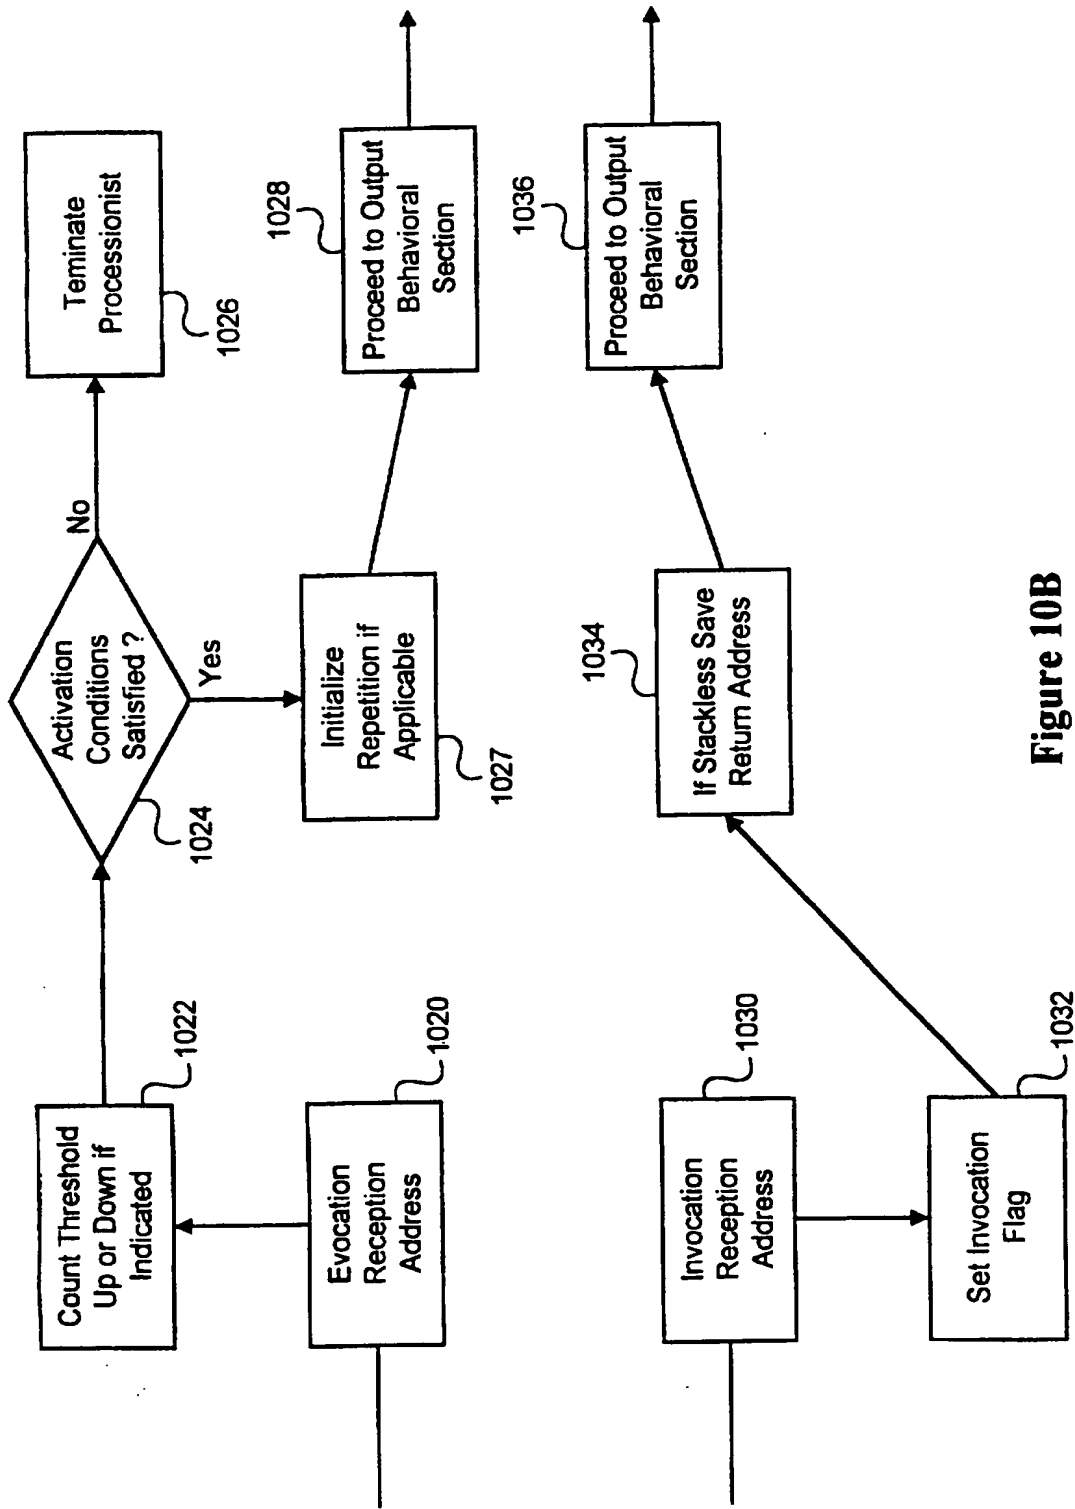 Count Threshold
Up or Down if
Indicated
1022
Activation
Conditions
Satisfied ?
1024
No
Yes
Teminate
Processionist
1026
Evocation
Reception
Address
1020
Initialize
Repetition if
Applicable
1027
Proceed to Output
Behavioral
Section
1028
Invocation
Reception
Address
1030
Set Invocation
Flag
1032
If Stackless Save
Return Address
1034
Proceed to Output
Behavioral
Section
1036
Figure 10B